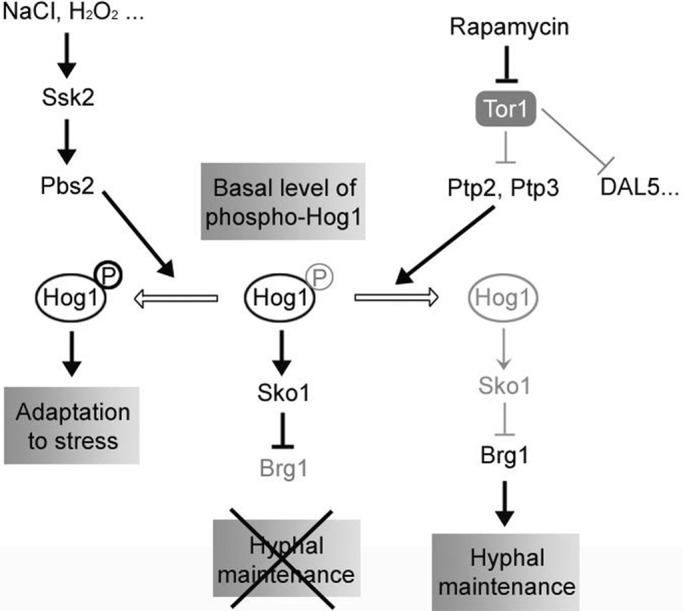 NaCl, H₂O₂ ...
Rapamycin
Ssk2
Tor1
Pbs2
Basal level of
phospho-Hog1
Ptp2, Ptp3
DAL5...
P
Hog1
P
Hog1
Hog1
Adaptation
to stress
Sko1
Sko1
Brg1
Brg1
Hyphal
maintenance
Hyphal
maintenance